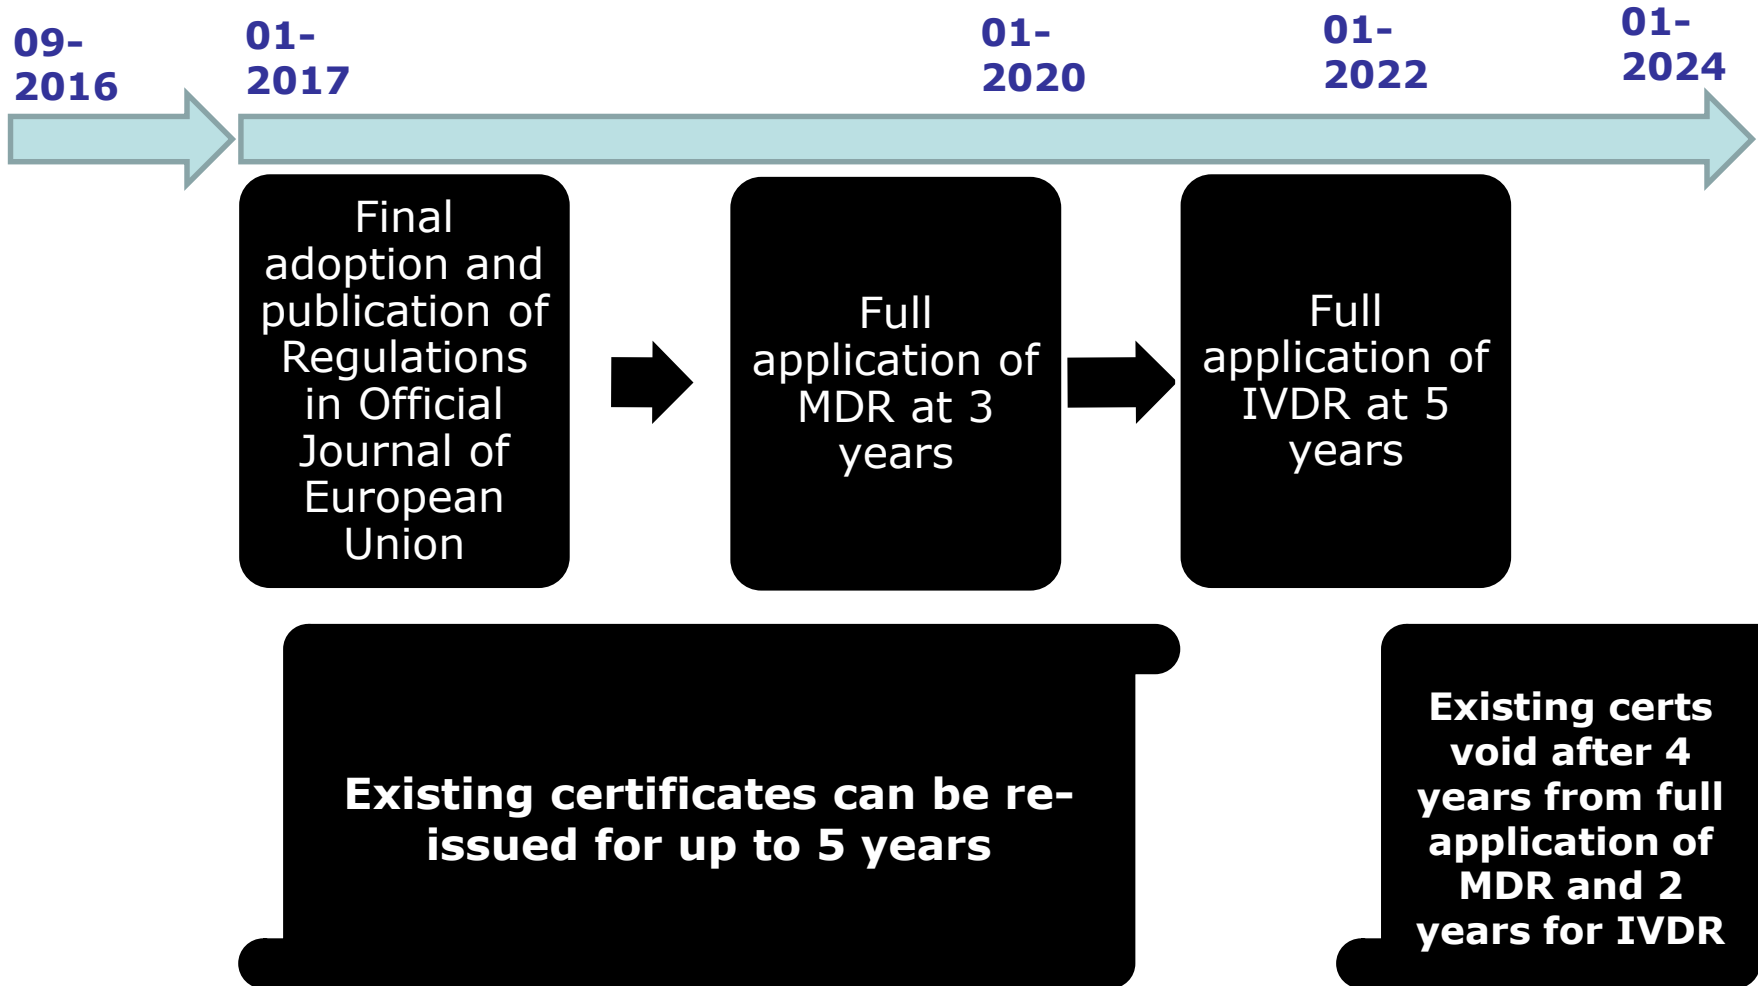 09-
2016
01-
2017
01-
2020
01-
2022
01-
2024
Final
adoption and
publication of
Regulations
in Official
Journal of
European
Union
Full
application of
MDR at 3
years
Full
application of
IVDR at 5
years
Existing certificates can be re-
issued for up to 5 years
Existing certs
void after 4
years from full
application of
MDR and 2
years for IVDR